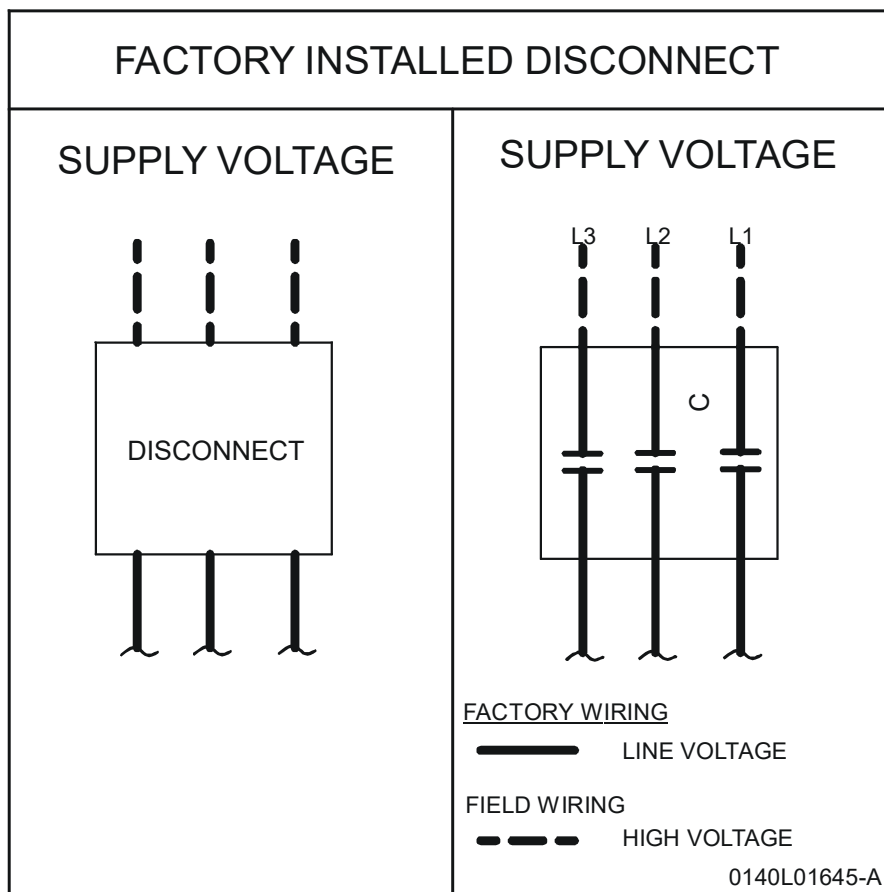 FACTORY INSTALLED DISCONNECT
SUPPLY VOLTAGE
DISCONNECT
SUPPLY VOLTAGE
L3 L2 L1
C
FACTORY WIRING
LINE VOLTAGE
FIELD WIRING
HIGH VOLTAGE
0140L01645-A